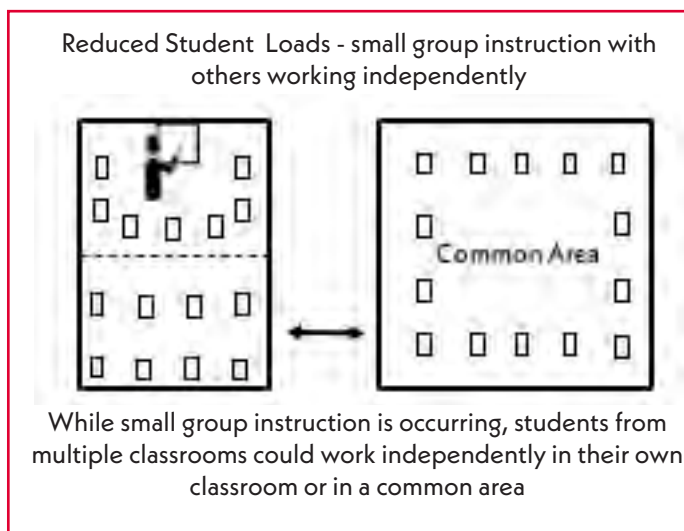 Reduced Student Loads - small group instruction with
others working independently
Common Area
While small group instruction is occurring, students from
multiple classrooms could work independently in their own
classroom or in a common area